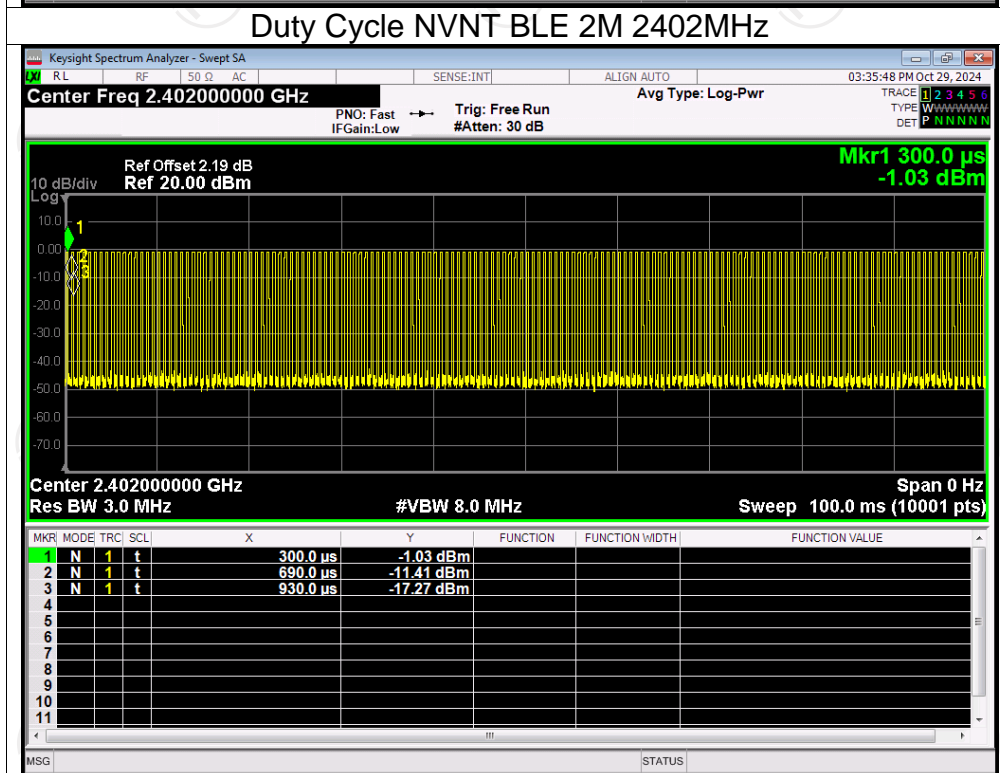 Duty Cycle NVNT BLE 2M 2402MHz
Keysight Spectrum Analyzer - Swept SA
LXI RL RF 50 Ω AC SENSE:INT ALIGN AUTO 03:35:48 PM Oct 29, 2024
Center Freq 2.402000000 GHz Avg Type: Log-Pwr TRACE 1 2 3 4 5 6
PNO: Fast Trig: Free Run TYPE WWWWWW
IFGain:Low #Atten: 30 dB DET P NNNNN
Mkr1 300.0 µs
Ref Offset 2.19 dB
10 dB/div Ref 20.00 dBm -1.03 dBm
Log
10.0
1
0.00
2
3
-10.0
-20.0
-30.0
-40.0
-50.0
-60.0
-70.0
Center 2.402000000 GHz Span 0 Hz
Res BW 3.0 MHz #VBW 8.0 MHz Sweep 100.0 ms (10001 pts)
MKR MODE TRC SCL X Y FUNCTION FUNCTION WIDTH FUNCTION VALUE
1 N 1 t 300.0 µs -1.03 dBm
2 N 1 t 690.0 µs -11.41 dBm
3 N 1 t 930.0 µs -17.27 dBm
4
5
6
7
8
9
10
11
MSG STATUS